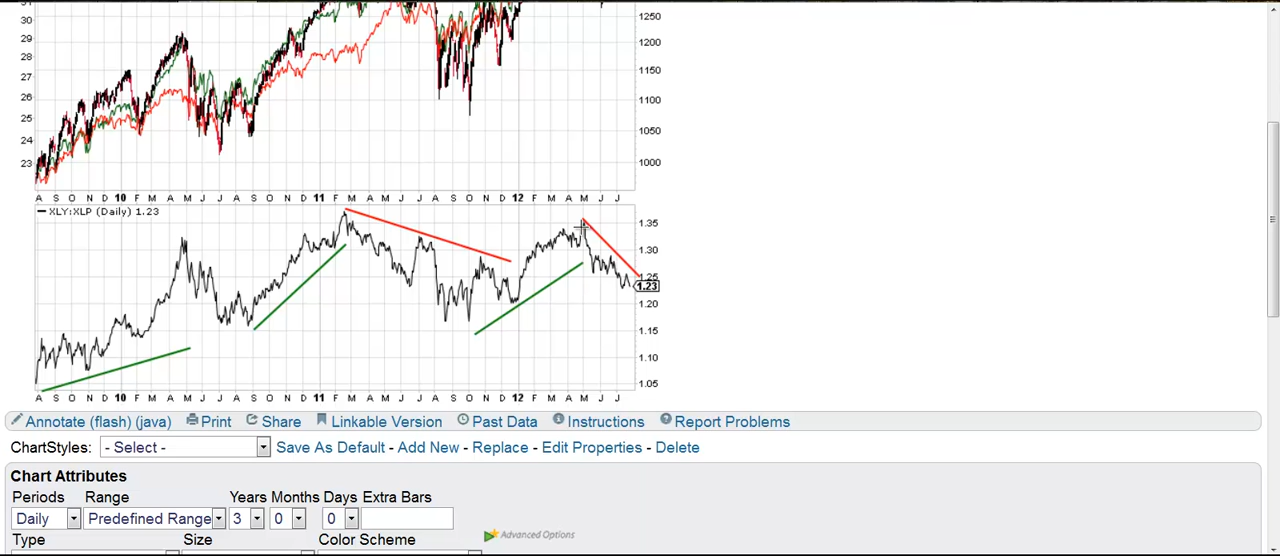 31
30
29
28
27
26
25
24
23
1250
1200
1150
1100
1050
1000
A S O N D 10 F M A M J J A S O N D 11 F M A M J J A S O N D 12 F M A M J J
XLY:XLP (Daily) 1.23
1.35
1.30
1.25
1.23
1.20
1.15
1.10
1.05
A S O N D 10 F M A M J J A S O N D 11 F M A M J J A S O N D 12 F M A M J J
Annotate (flash) (java) Print Share Linkable Version Past Data Instructions Report Problems
ChartStyles: - Select - Save As Default - Add New - Replace - Edit Properties - Delete
Chart Attributes
Periods Range Years Months Days Extra Bars
Daily Predefined Range 3 0 0
Advanced Options
Type Size Color Scheme